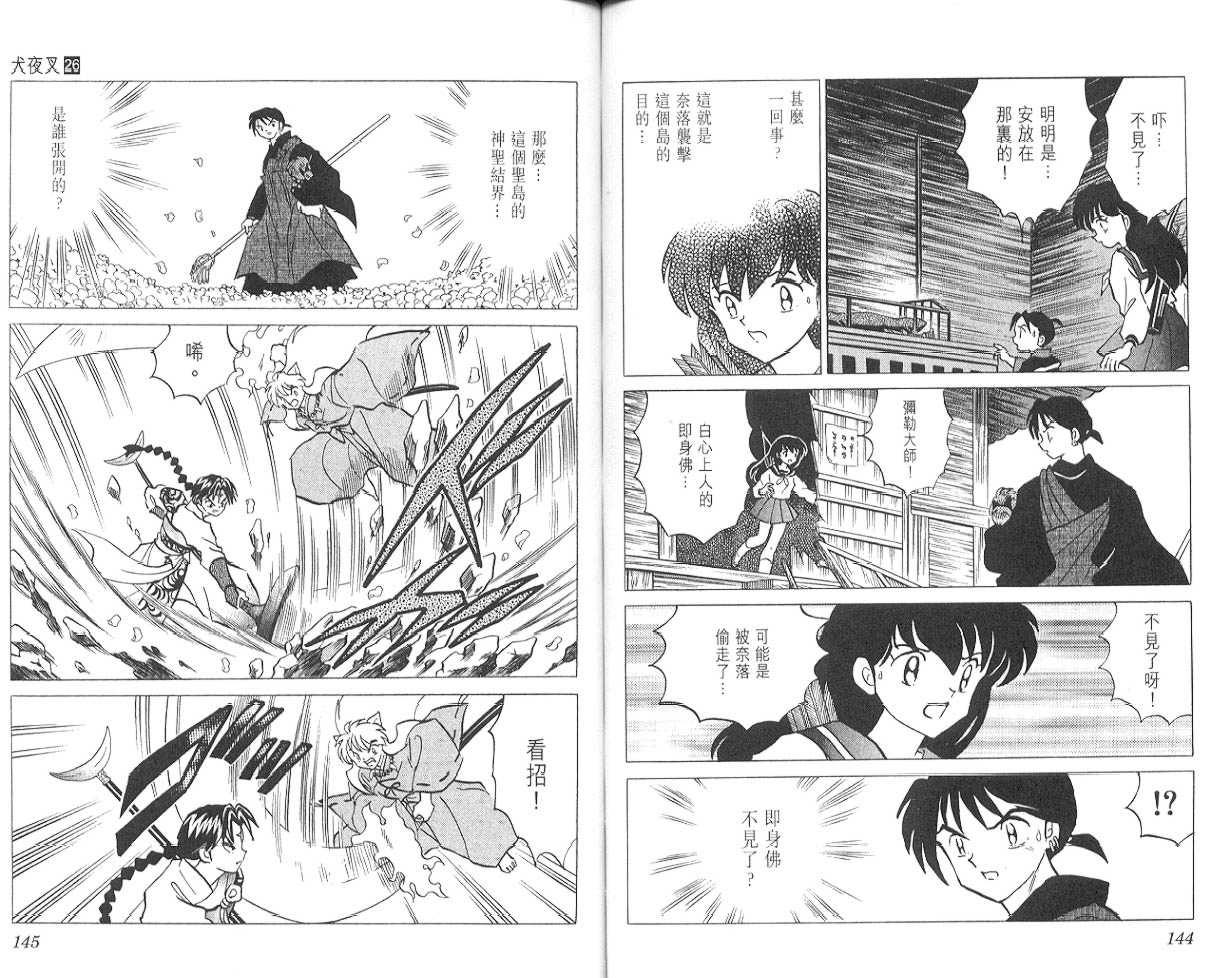 吓…
不見了…
明明是…
安放在
那裏的！
甚麼
一回事？
這就是
奈落襲擊
這個島的
目的…
彌勒大師！
白心上人的
即身佛…
不見了呀！
可能是
被奈落
偷走了…
!?
即身佛
不見了？
144
犬夜叉26
那麼…
這個聖島的
神聖結界…
是誰張開的？
唏。
看招！
145